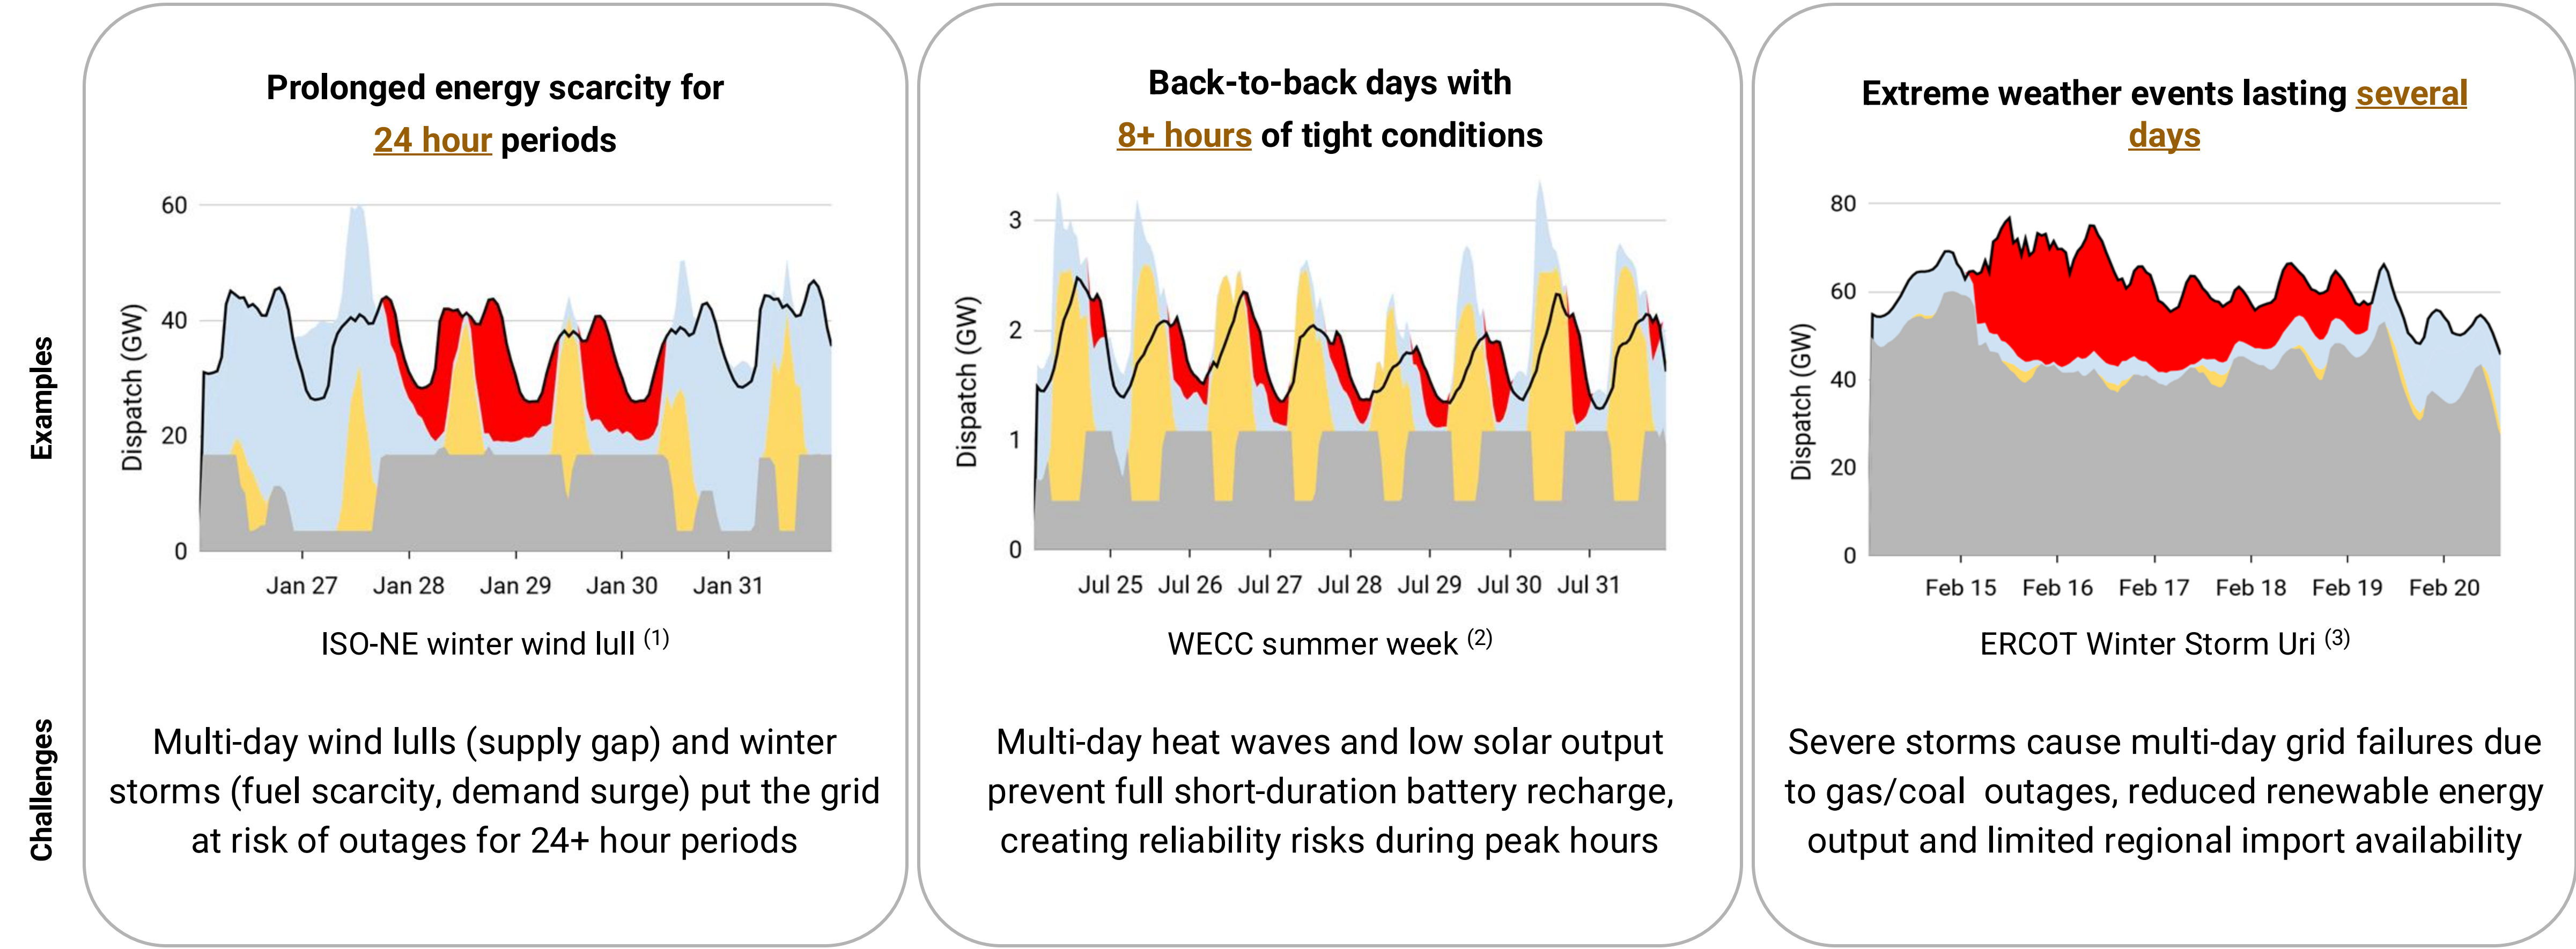 Examples
Challenges
Prolonged energy scarcity for
24 hour periods
Dispatch (GW)
60
40
20
0
Jan 27 Jan 28 Jan 29 Jan 30 Jan 31
ISO-NE winter wind lull (1)
Multi-day wind lulls (supply gap) and winter
storms (fuel scarcity, demand surge) put the grid
at risk of outages for 24+ hour periods
Back-to-back days with
8+ hours of tight conditions
Dispatch (GW)
3
2
1
0
Jul 25 Jul 26 Jul 27 Jul 28 Jul 29 Jul 30 Jul 31
WECC summer week (2)
Multi-day heat waves and low solar output
prevent full short-duration battery recharge,
creating reliability risks during peak hours
Extreme weather events lasting several
days
Dispatch (GW)
80
60
40
20
0
Feb 15 Feb 16 Feb 17 Feb 18 Feb 19 Feb 20
ERCOT Winter Storm Uri (3)
Severe storms cause multi-day grid failures due
to gas/coal outages, reduced renewable energy
output and limited regional import availability